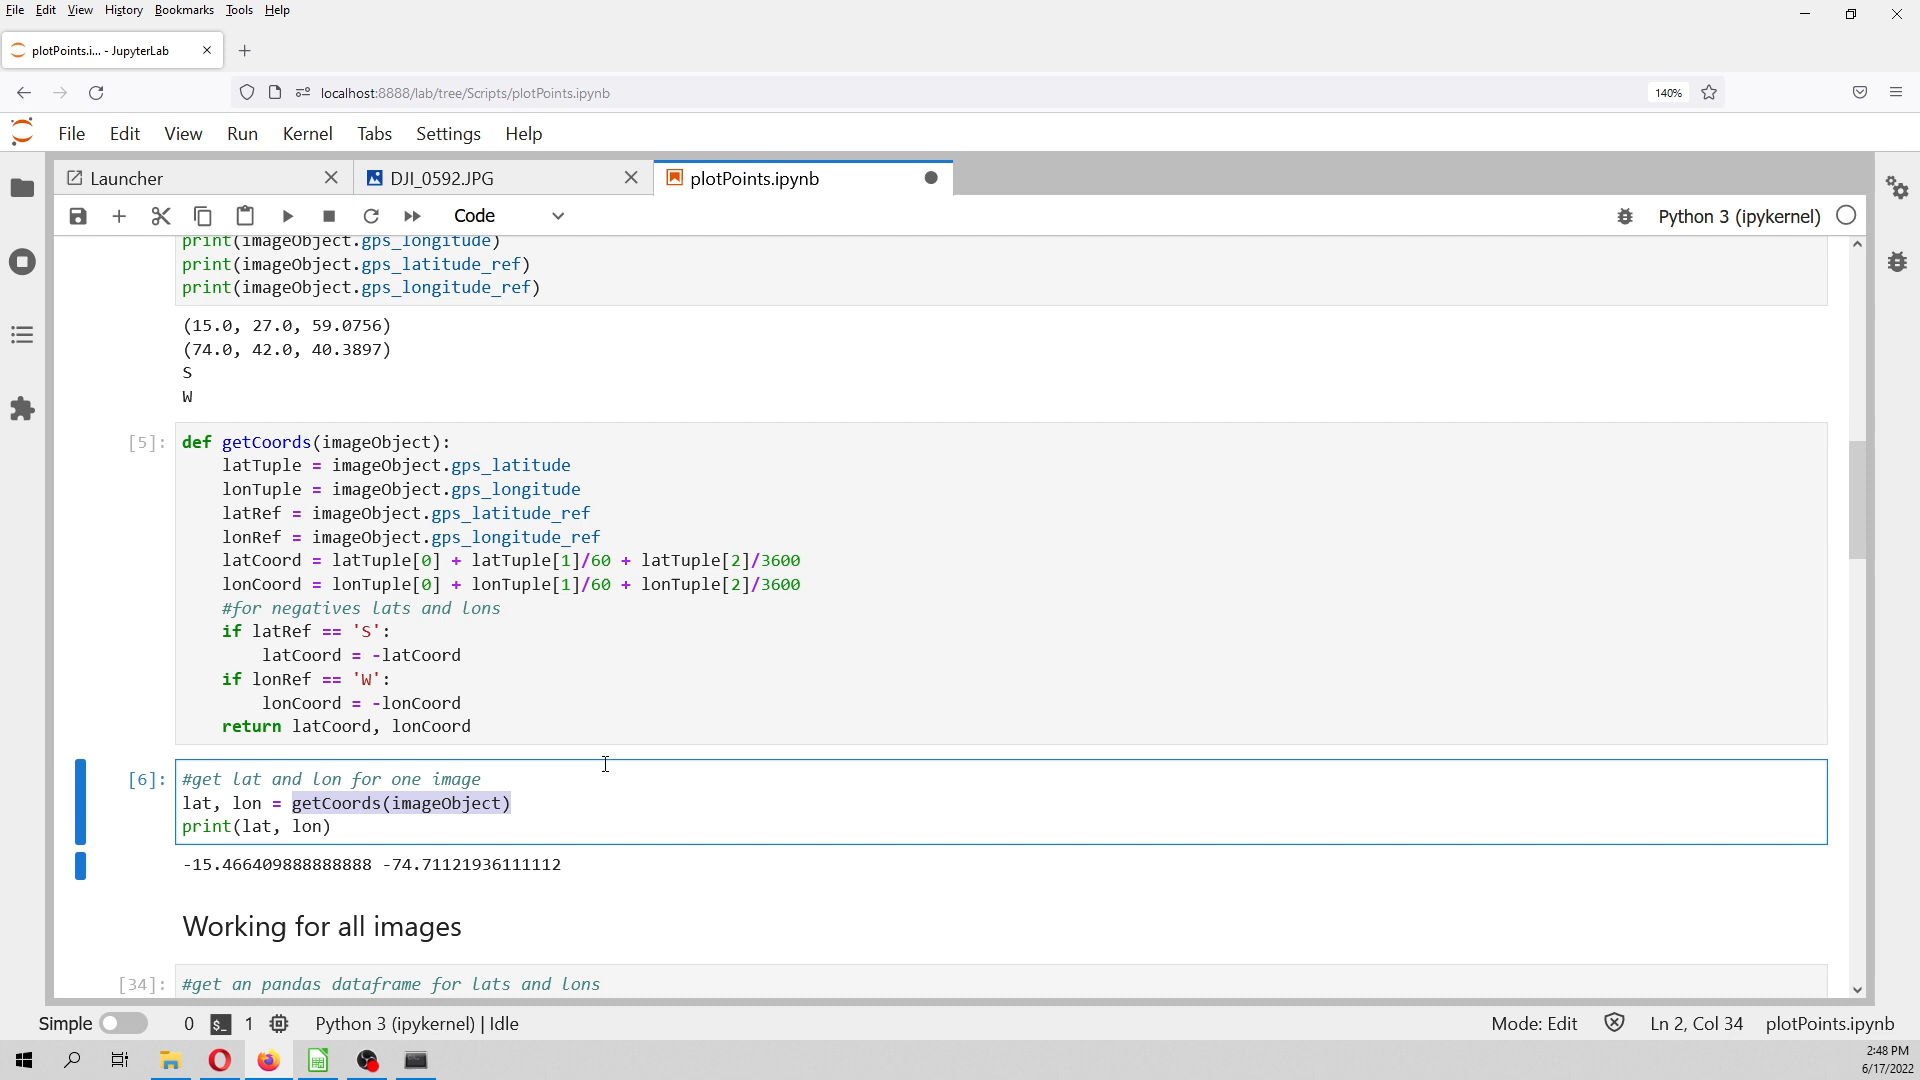 File Edit View History Bookmarks Tools Help
plotPoints.i... - JupyterLab
localhost:8888/lab/tree/Scripts/plotPoints.ipynb
140%
File Edit View Run Kernel Tabs Settings Help
Launcher
DJI_0592.JPG
plotPoints.ipynb
Code
Python 3 (ipykernel)
print(imageObject.gps_longitude)
print(imageObject.gps_latitude_ref)
print(imageObject.gps_longitude_ref)
(15.0, 27.0, 59.0756)
(74.0, 42.0, 40.3897)
S
W
[5]: def getCoords(imageObject):
latTuple = imageObject.gps_latitude
lonTuple = imageObject.gps_longitude
latRef = imageObject.gps_latitude_ref
lonRef = imageObject.gps_longitude_ref
latCoord = latTuple[0] + latTuple[1]/60 + latTuple[2]/3600
lonCoord = lonTuple[0] + lonTuple[1]/60 + lonTuple[2]/3600
#for negatives lats and lons
if latRef == 'S':
latCoord = -latCoord
if lonRef == 'W':
lonCoord = -lonCoord
return latCoord, lonCoord
[6]: #get lat and lon for one image
lat, lon = getCoords(imageObject)
print(lat, lon)
-15.466409888888888 -74.71121936111112
Working for all images
[34]: #get an pandas dataframe for lats and lons
Simple 0 $_ 1 Python 3 (ipykernel) | Idle Mode: Edit Ln 2, Col 34 plotPoints.ipynb
2:48 PM
6/17/2022